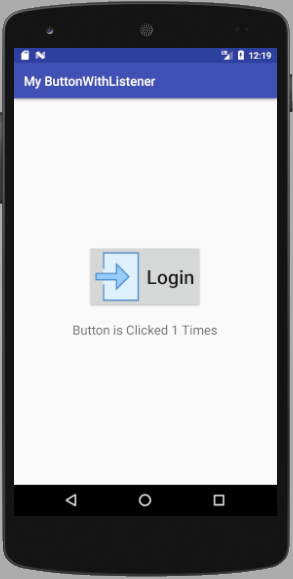 12:19
My ButtonWithListener
Login
Button is Clicked 1 Times